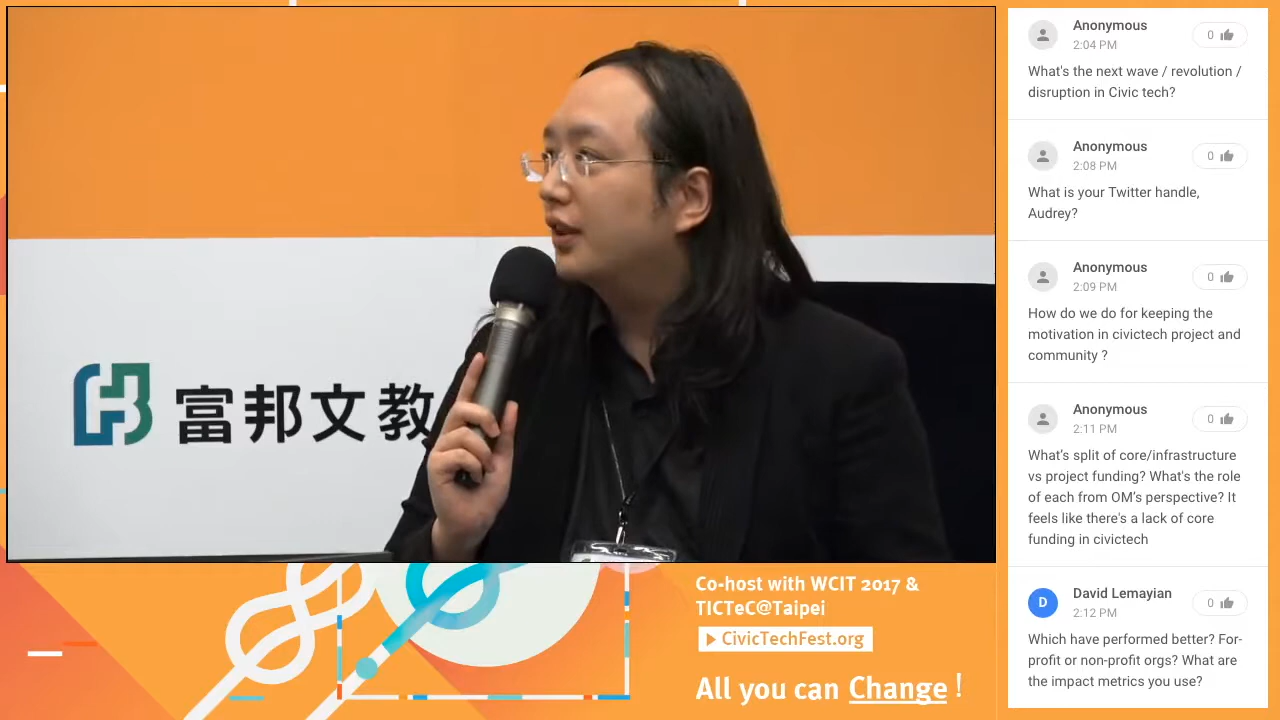 富邦文教
Co-host with WCIT 2017 &
TICTeC@Taipei
CivicTechFest.org
All you can Change !
Anonymous
2:04 PM
0
What's the next wave / revolution /
disruption in Civic tech?
Anonymous
2:08 PM
0
What is your Twitter handle,
Audrey?
Anonymous
2:09 PM
0
How do we do for keeping the
motivation in civictech project and
community ?
Anonymous
2:11 PM
0
What's split of core/infrastructure
vs project funding? What's the role
of each from OM's perspective? It
feels like there's a lack of core
funding in civictech
D
David Lemayian
2:12 PM
0
Which have performed better? For-
profit or non-profit orgs? What are
the impact metrics you use?